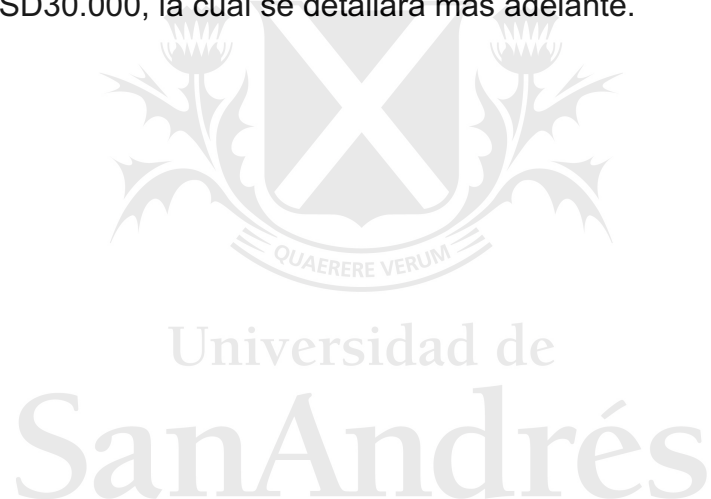 SD30.000, la cual se detallará más adelante.
QUAERERE VERUM
Universidad de
SanAndrés